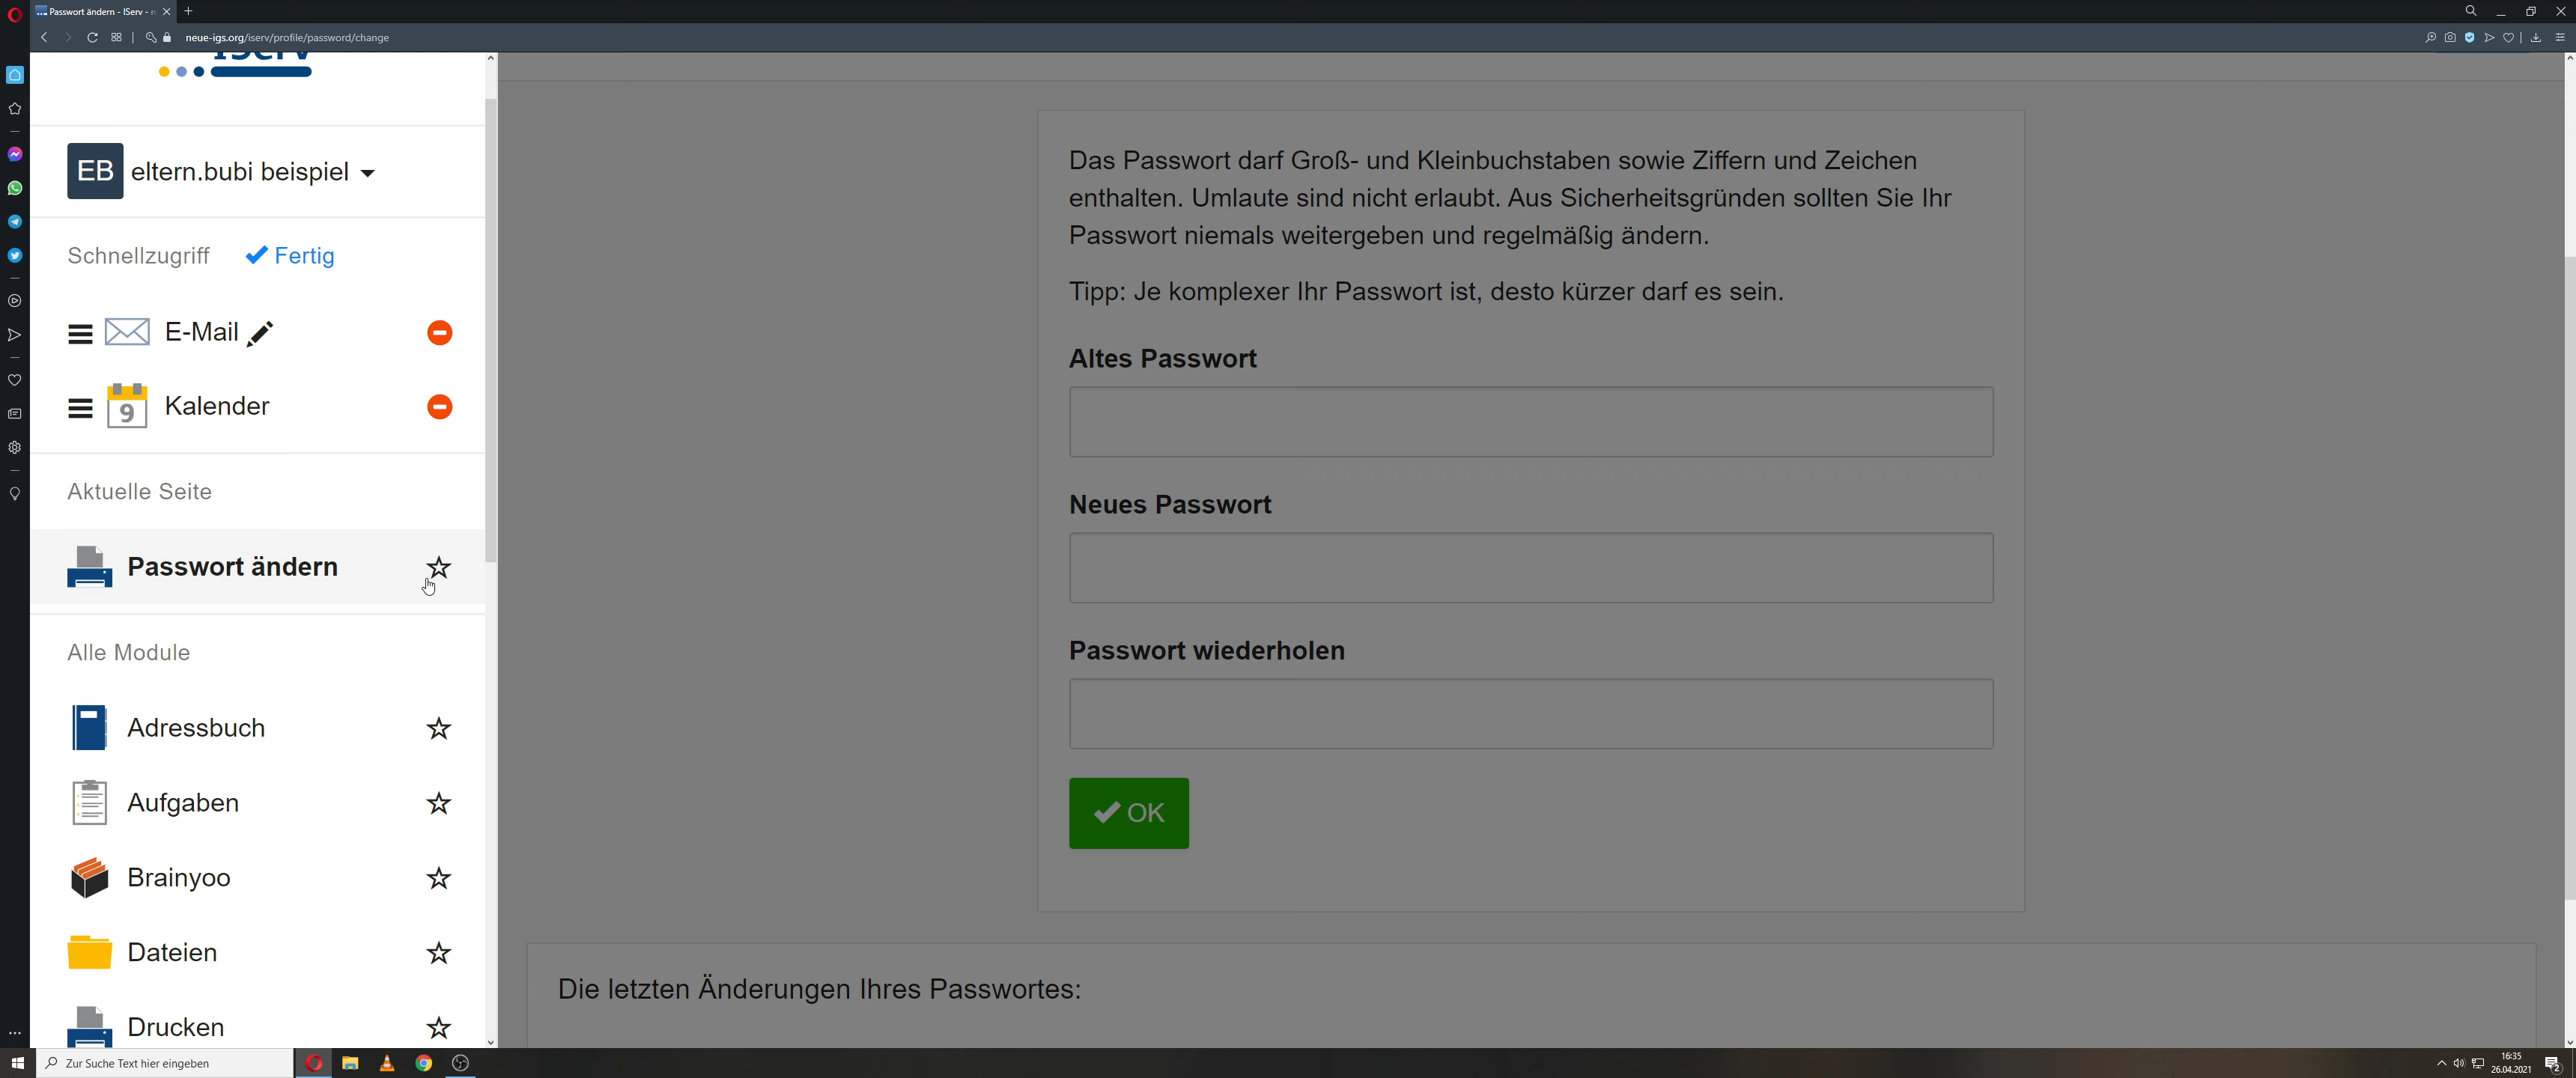 Passwort ändern - IServ - n
neue-igs.org/iserv/profile/password/change
IServ
EB eltern.bubi beispiel
Schnellzugriff Fertig
E-Mail
9 Kalender
Aktuelle Seite
Passwort ändern
Alle Module
Adressbuch
Aufgaben
Brainyoo
Dateien
Drucken
Das Passwort darf Groß- und Kleinbuchstaben sowie Ziffern und Zeichen
enthalten. Umlaute sind nicht erlaubt. Aus Sicherheitsgründen sollten Sie Ihr
Passwort niemals weitergeben und regelmäßig ändern.
Tipp: Je komplexer Ihr Passwort ist, desto kürzer darf es sein.
Altes Passwort
Neues Passwort
Passwort wiederholen
OK
Die letzten Änderungen Ihres Passwortes:
Zur Suche Text hier eingeben
16:35
26.04.2021
2